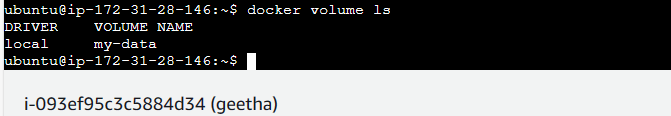 ubuntu@ip-172-31-28-146:~$ docker volume ls
DRIVER    VOLUME NAME
local     my-data
ubuntu@ip-172-31-28-146:~$
i-093ef95c3c5884d34 (geetha)